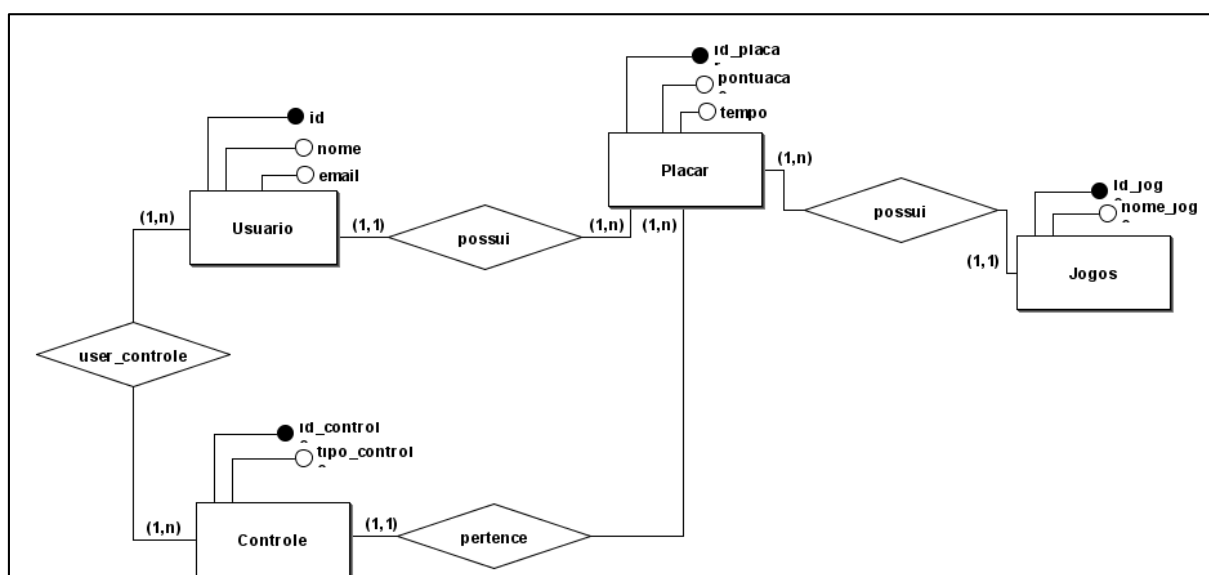 id_placa
pontuaca
tempo
Placar
id
nome
email
Usuario
(1,n)
(1,1)
possui
(1,n)
(1,n)
(1,n)
possui
(1,1)
id_jog
nome_jog
Jogos
user_controle
id_control
tipo_control
(1,n)
Controle
(1,1)
pertence